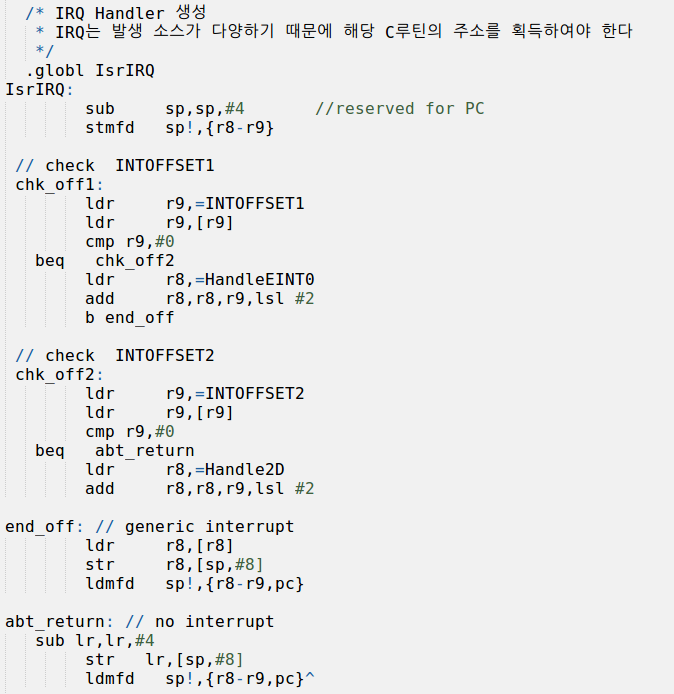 /* IRQ Handler 생성
* IRQ는 발생 소스가 다양하기 때문에 해당 C루틴의 주소를 획득하여야 한다
*/
.globl IsrIRQ
IsrIRQ:
sub sp,sp,#4 //reserved for PC
stmfd sp!,{r8-r9}
// check INTOFFSET1
chk_off1:
ldr r9,=INTOFFSET1
ldr r9,[r9]
cmp r9,#0
beq chk_off2
ldr r8,=HandleEINT0
add r8,r8,r9,lsl #2
b end_off
// check INTOFFSET2
chk_off2:
ldr r9,=INTOFFSET2
ldr r9,[r9]
cmp r9,#0
beq abt_return
ldr r8,=Handle2D
add r8,r8,r9,lsl #2
end_off: // generic interrupt
ldr r8,[r8]
str r8,[sp,#8]
ldmfd sp!,{r8-r9,pc}
abt_return: // no interrupt
sub lr,lr,#4
str lr,[sp,#8]
ldmfd sp!,{r8-r9,pc}^